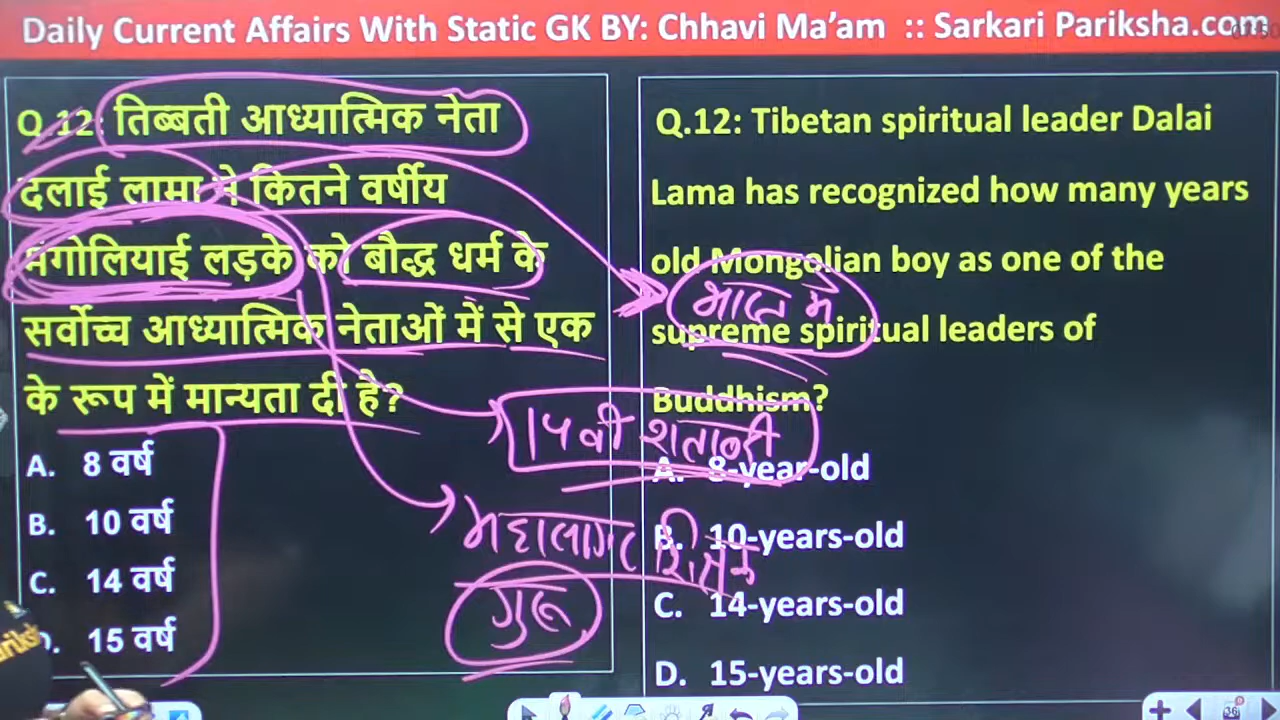 Daily Current Affairs With Static GK BY: Chhavi Ma’am :: Sarkari Pariksha.com
Q.12: तिब्बती आध्यात्मिक नेता
दलाई लामा ने कितने वर्षीय
मंगोलियाई लड़के को बौद्ध धर्म के
सर्वोच्च आध्यात्मिक नेताओं में से एक
के रूप में मान्यता दी है?
A. 8 वर्ष
B. 10 वर्ष
C. 14 वर्ष
D. 15 वर्ष
Q.12: Tibetan spiritual leader Dalai
Lama has recognized how many years
old Mongolian boy as one of the
supreme spiritual leaders of
Buddhism?
A. 8-year-old
B. 10-years-old
C. 14-years-old
D. 15-years-old
भारत में
शताब्दी
गुरू
36